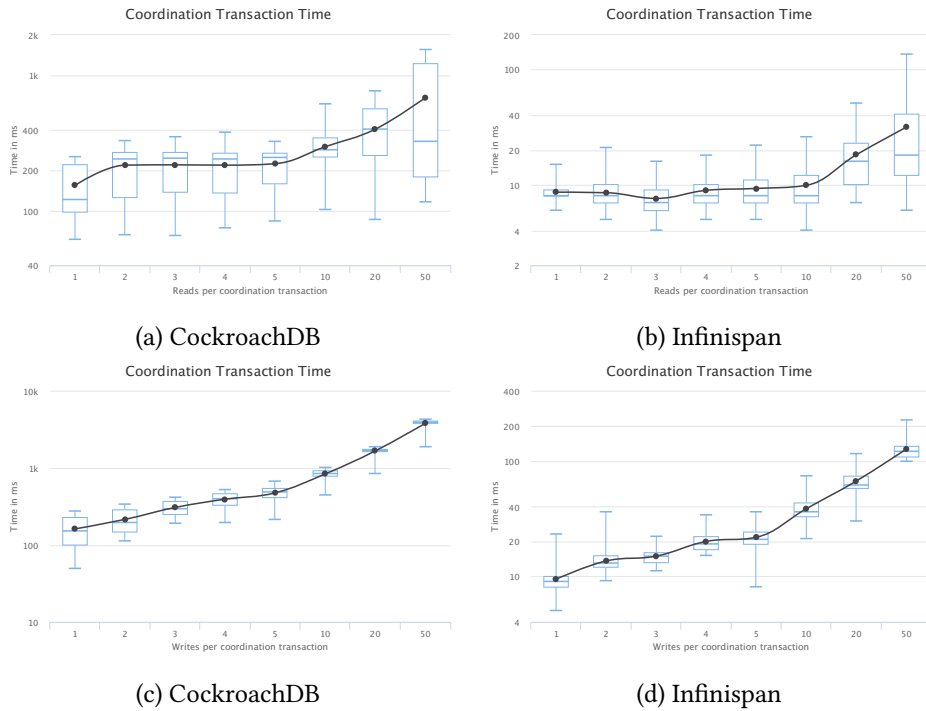 Coordination Transaction Time
2k
1k
400
200
100
40
Time in ms
1 2 3 4 5 10 20 50
Reads per coordination transaction
(a) CockroachDB
Coordination Transaction Time
200
100
40
20
10
4
2
Time in ms
1 2 3 4 5 10 20 50
Reads per coordination transaction
(b) Infinispan
Coordination Transaction Time
10k
1k
100
10
Time in ms
1 2 3 4 5 10 20 50
Writes per coordination transaction
(c) CockroachDB
Coordination Transaction Time
400
200
100
40
20
10
4
Time in ms
1 2 3 4 5 10 20 50
Writes per coordination transaction
(d) Infinispan